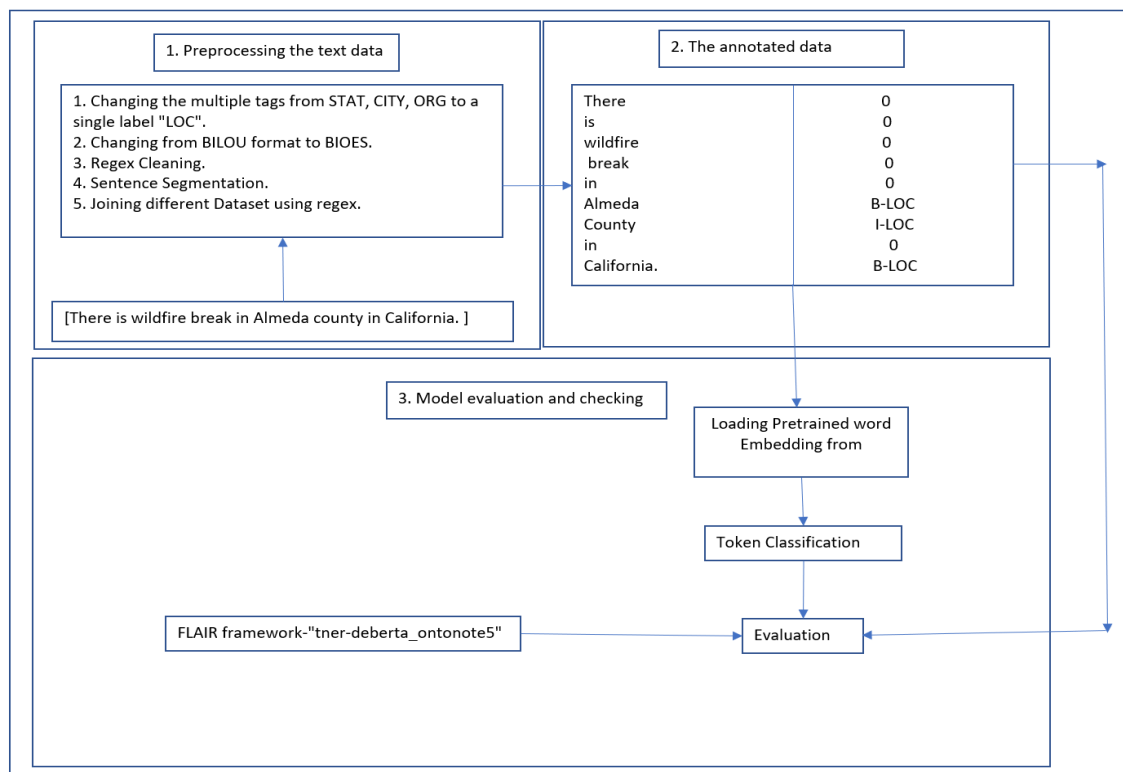 1. Preprocessing the text data
1. Changing the multiple tags from STAT, CITY, ORG to a
single label "LOC".
2. Changing from BILOU format to BIOES.
3. Regex Cleaning.
4. Sentence Segmentation.
5. Joining different Dataset using regex.
[There is wildfire break in Almeda county in California. ]
2. The annotated data
There 0
is 0
wildfire 0
break 0
in 0
Almeda B-LOC
County I-LOC
in 0
California. B-LOC
3. Model evaluation and checking
Loading Pretrained word
Embedding from
Token Classification
FLAIR framework-"tner-deberta_ontonote5"
Evaluation